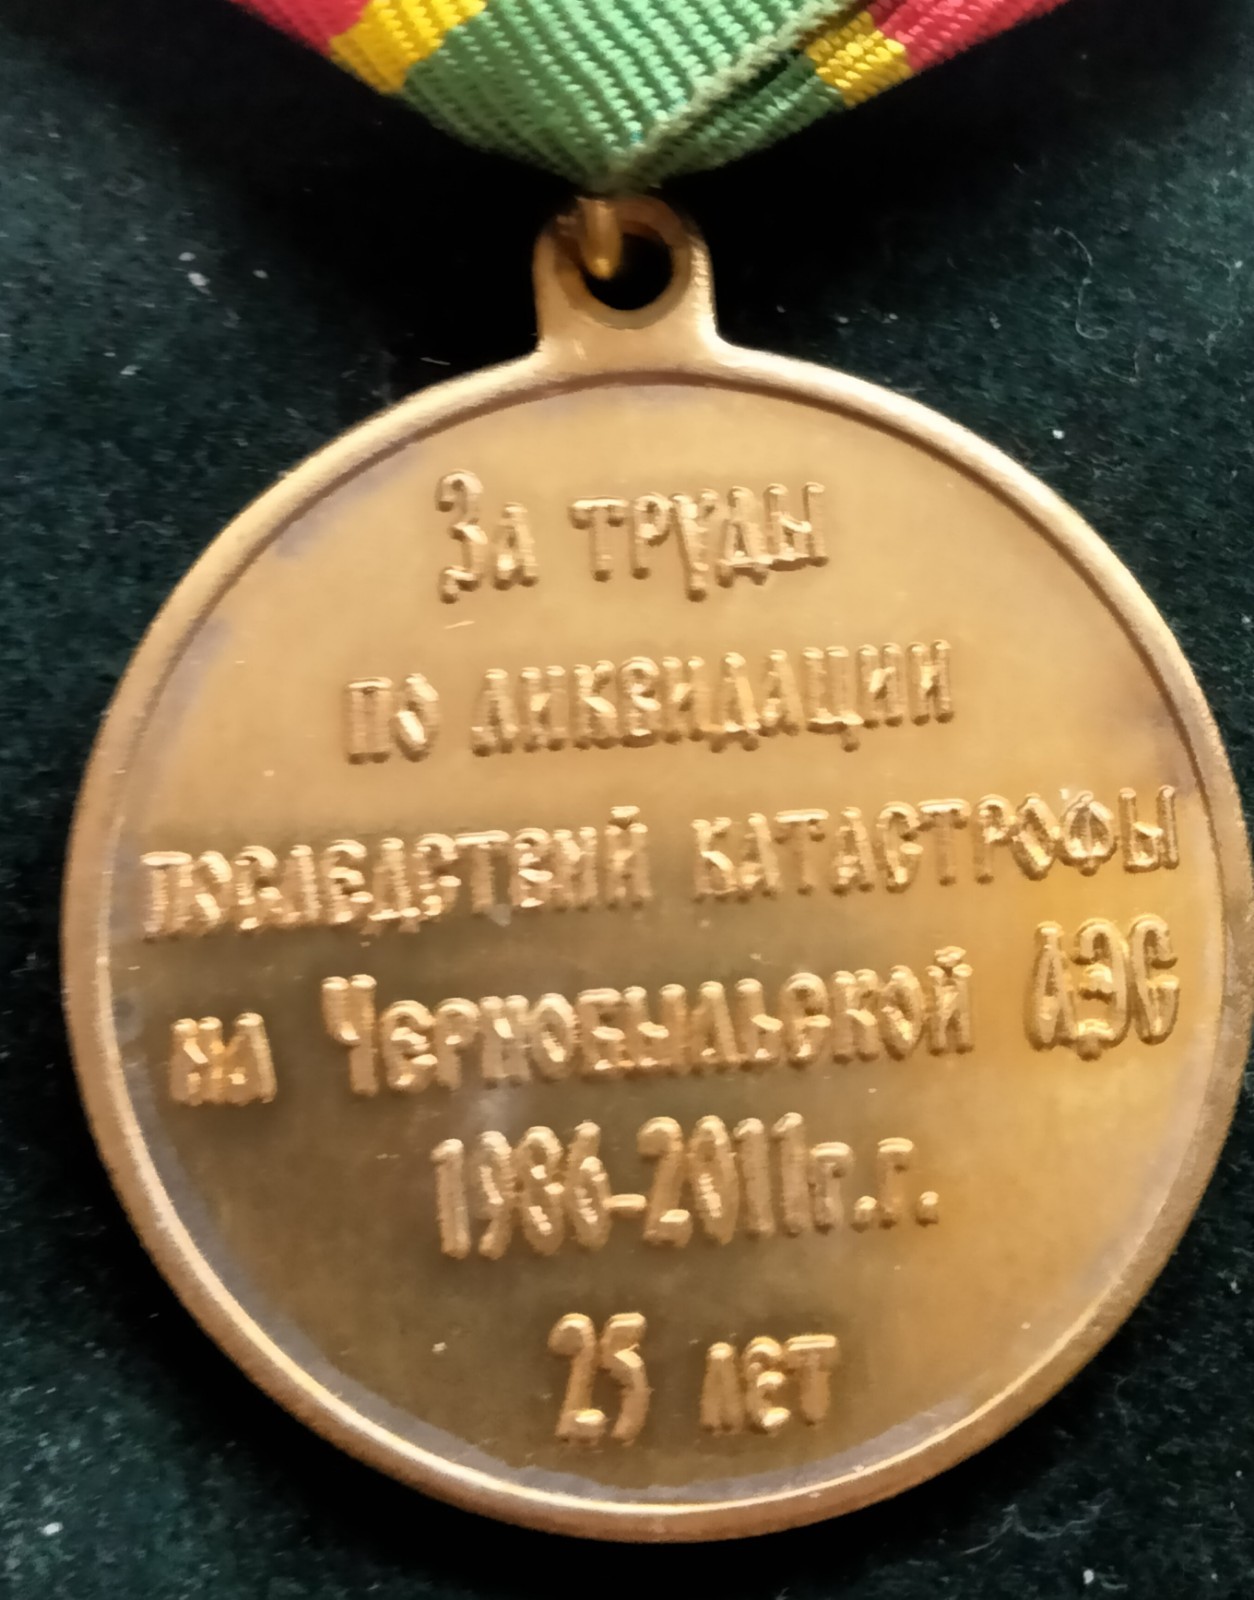 За труды
по ликвидации
последствий катастрофы
на Чернобыльской АЭС
1986-2011г.г.
25 лет